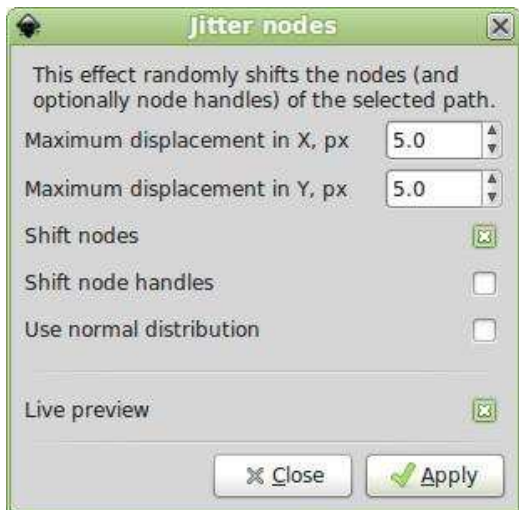 Jitter nodes
This effect randomly shifts the nodes (and
optionally node handles) of the selected path.
Maximum displacement in X, px 5.0
Maximum displacement in Y, px 5.0
Shift nodes
Shift node handles
Use normal distribution
Live preview
Close Apply